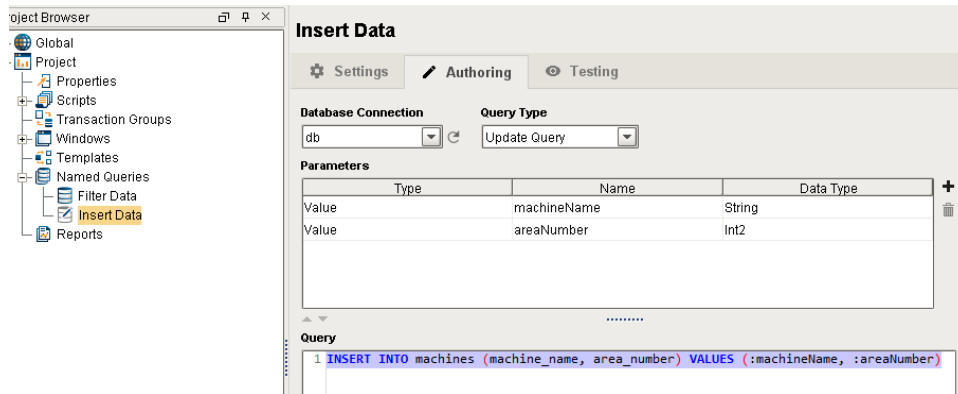 roject Browser
Global
Project
Properties
Scripts
Transaction Groups
Windows
Templates
Named Queries
Filter Data
Insert Data
Reports
Insert Data
Settings
Authoring
Testing
Database Connection
Query Type
db
Update Query
Parameters
Type Name Data Type
Value machineName String
Value areaNumber Int2
Query
1 INSERT INTO machines (machine_name, area_number) VALUES (:machineName, :areaNumber)